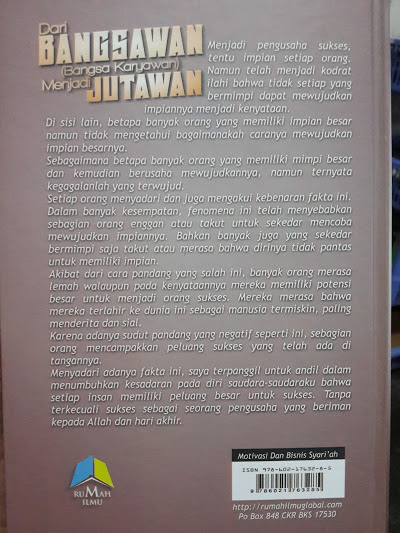 Dari
BANGSAWAN
(Bangsa Karyawan)
Menjadi JUTAWAN
Menjadi pengusaha sukses,
tentu impian setiap orang.
Namun telah menjadi kodrat
ilahi bahwa tidak setiap yang
bermimpi dapat mewujudkan
impiannya menjadi kenyataan.
Di sisi lain, betapa banyak orang yang memiliki impian besar
namun tidak mengetahui bagaimanakah caranya mewujudkan
impian besarnya.
Sebagaimana betapa banyak orang yang memiliki mimpi besar
dan kemudian berusaha mewujudkannya, namun ternyata
kegagalanlah yang terwujud.
Setiap orang menyadari dan juga mengakui kebenaran fakta ini.
Dalam banyak kesempatan, fenomena ini telah menyebabkan
sebagian orang enggan atau takut untuk sekedar mencoba
mewujudkan impiannya. Bahkan banyak juga yang sekedar
bermimpi saja takut atau merasa bahwa dirinya tidak pantas
untuk memiliki impian.
Akibat dari cara pandang yang salah ini, banyak orang merasa
lemah walaupun pada kenyataannya mereka memiliki potensi
besar untuk menjadi orang sukses. Mereka merasa bahwa
mereka terlahir ke dunia ini sebagai manusia termiskin, paling
menderita dan sial.
Karena adanya sudut pandang yang negatif seperti ini, sebagian
orang mencampakkan peluang sukses yang telah ada di
tangannya.
Menyadari adanya fakta ini, saya terpanggil untuk andil dalam
menumbuhkan kesadaran pada diri saudara-saudaraku bahwa
setiap insan memiliki peluang besar untuk sukses. Tanpa
terkecuali sukses sebagai seorang pengusaha yang beriman
kepada Allah dan hari akhir.
Motivasi Dan Bisnis Syari'ah
ISBN 978-602-17632-8-5
9 786021 763285
RUMAH
ILMU
http://rumahilmuglobal.com
Po Box 848 CKR BKS 17530